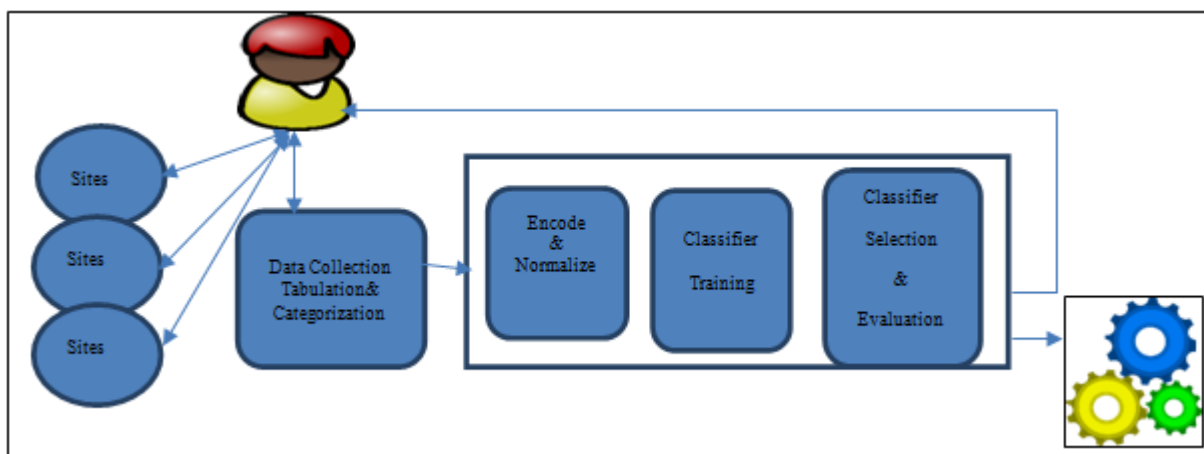 Sites
Sites
Sites
Data Collection
Tabulation&
Categorization
Encode
&
Normalize
Classifier
Training
Classifier
Selection
&
Evaluation